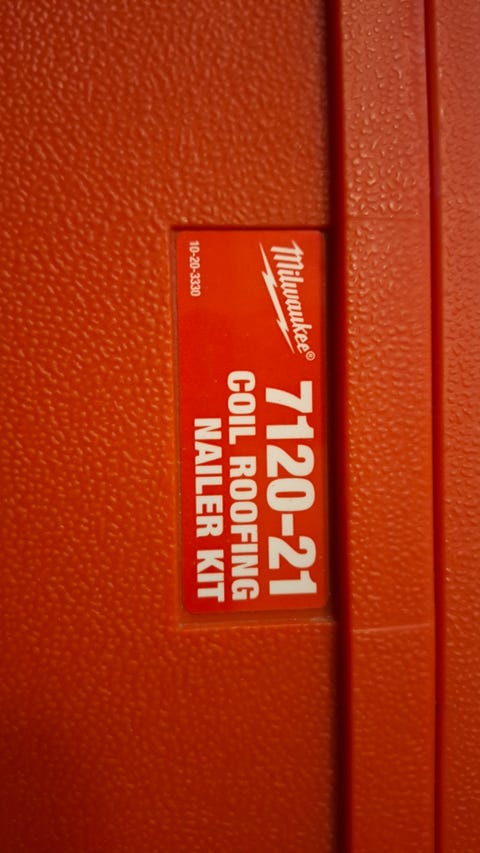 Milwaukee®
7120-21
COIL ROOFING
NAILER KIT
10-20-3330